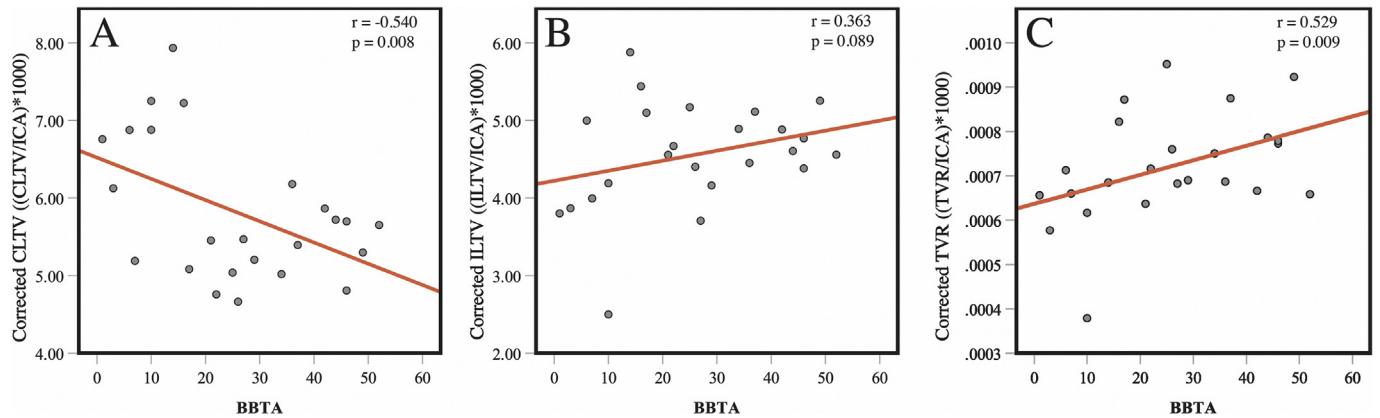 A
r = -0.540
p = 0.008
Corrected CLTV ((CLTV/ICA)*1000)
8.00
7.00
6.00
5.00
4.00
0 10 20 30 40 50 60
BBTA
B
r = 0.363
p = 0.089
Corrected ILTV ((ILTV/ICA)*1000)
6.00
5.00
4.00
3.00
2.00
0 10 20 30 40 50 60
BBTA
C
r = 0.529
p = 0.009
Corrected TVR ((TVR/ICA)*1000)
.0010
.0009
.0008
.0007
.0006
.0005
.0004
.0003
0 10 20 30 40 50 60
BBTA